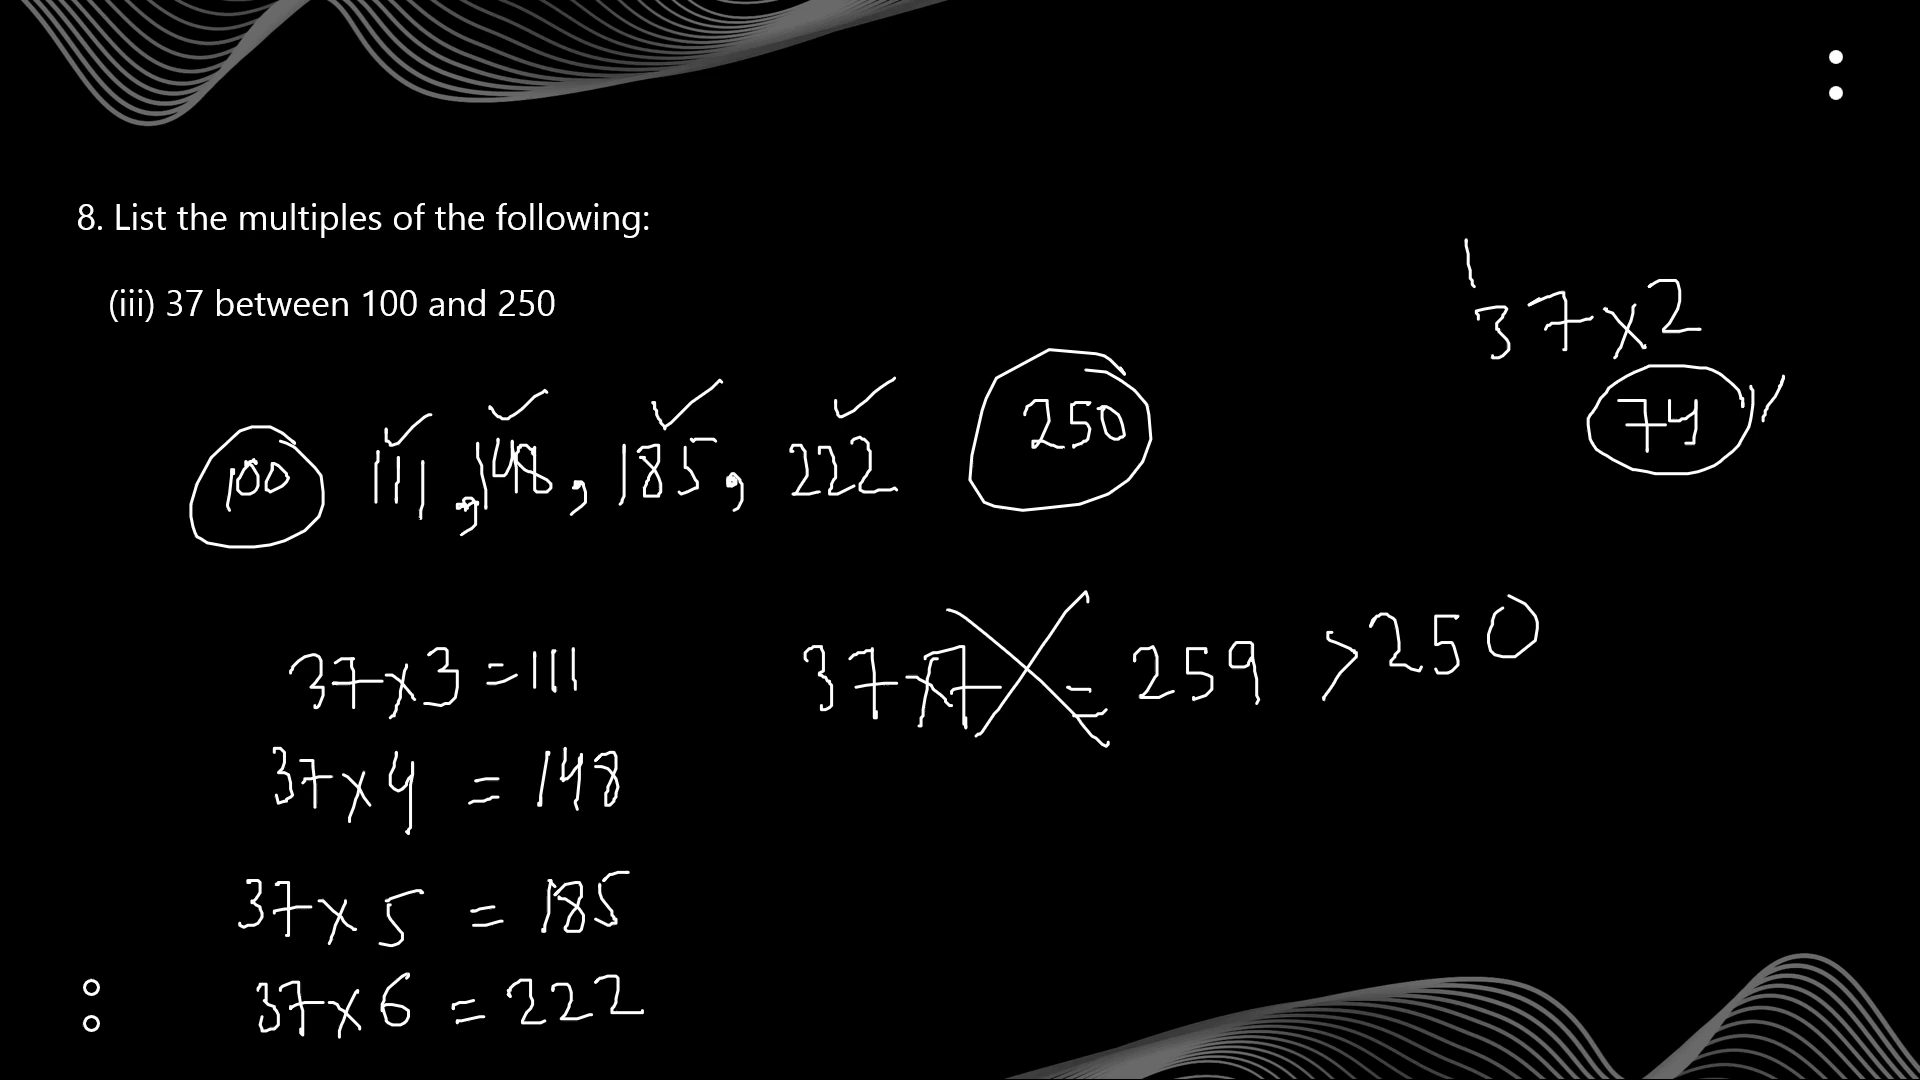 8. List the multiples of the following:
(iii) 37 between 100 and 250
1
37x2
74
100 111, 148, 185, 222 250
37x3 =111
37x7 = 259 > 250
37x4 = 148
37x5 = 185
37x6 = 222